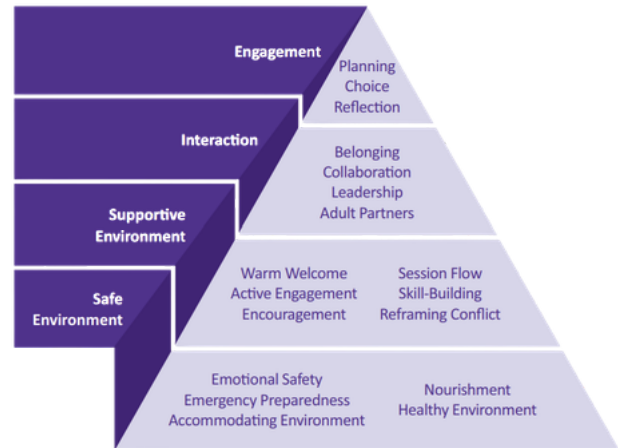 Engagement
Planning
Choice
Reflection
Interaction
Belonging
Collaboration
Leadership
Adult Partners
Supportive
Environment
Warm Welcome
Active Engagement
Encouragement
Session Flow
Skill-Building
Reframing Conflict
Safe
Environment
Emotional Safety
Emergency Preparedness
Accommodating Environment
Nourishment
Healthy Environment